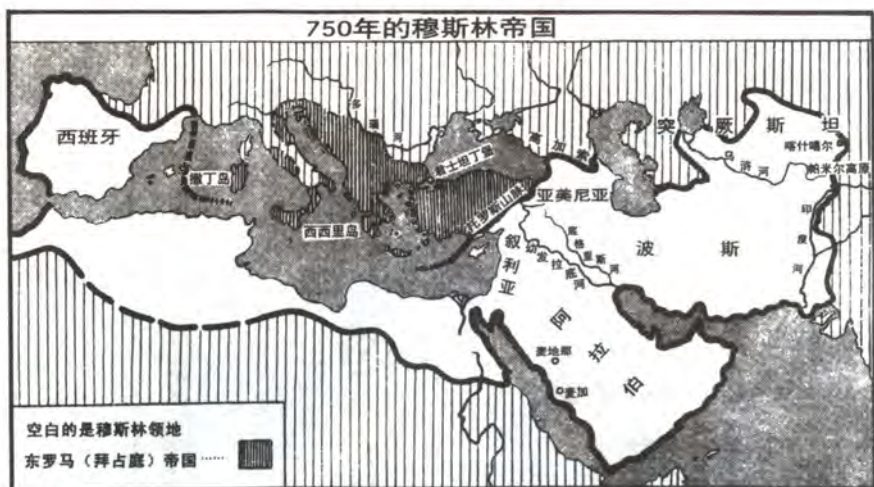 750年的穆斯林帝国
西班牙
撒丁岛
西西里岛
多瑙河
君士坦丁堡
高加索
托罗斯山脉
亚美尼亚
突厥斯坦
喀什噶尔
乌浒河
帕米尔高原
印度河
波斯
底格里斯河
幼发拉底河
叙利亚
阿拉伯
麦地那
麦加
空白的是穆斯林领地
东罗马（拜占庭）帝国……